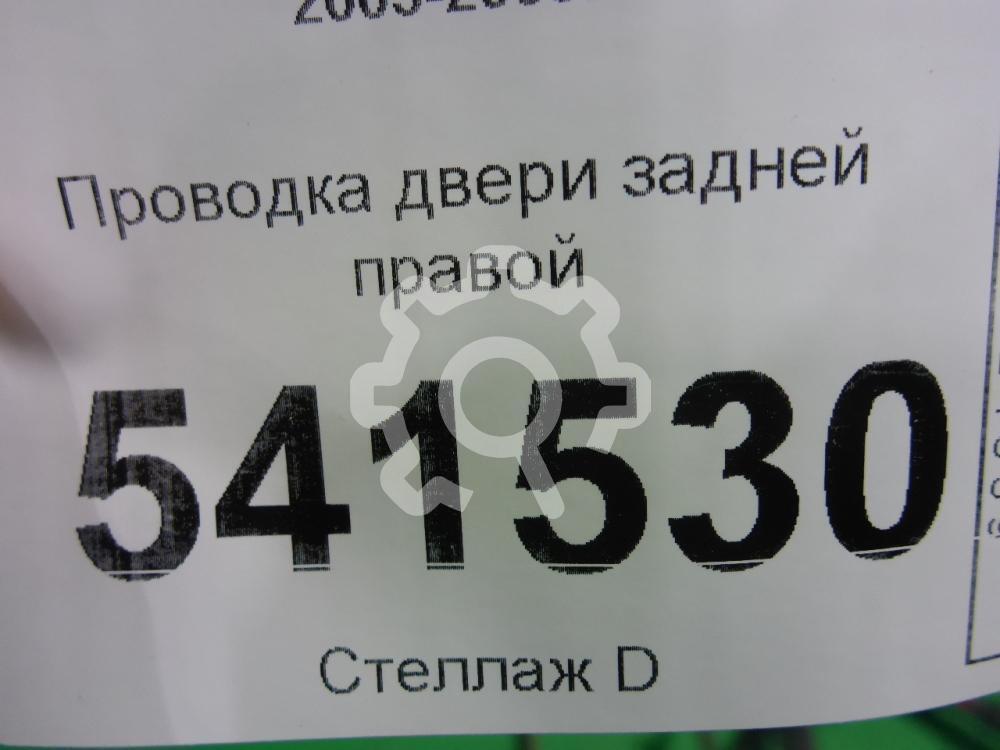 Проводка двери задней
правой
541530
Стеллаж D